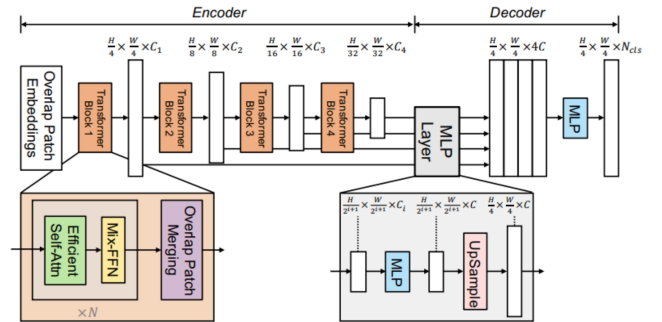 Encoder
Decoder
H/4 × W/4 × C₁
H/8 × W/8 × C₂
H/16 × W/16 × C₃
H/32 × W/32 × C₄
H/4 × W/4 × 4C
H/4 × W/4 × N_cls
Overlap Patch
Embeddings
Transformer
Block 1
Transformer
Block 2
Transformer
Block 3
Transformer
Block 4
MLP
Layer
MLP
Efficient
Self-Attn
Mix-FFN
Overlap Patch
Merging
×N
H/2^{i+1} × W/2^{i+1} × C_i
H/2^{i+1} × W/2^{i+1} × C
H/4 × W/4 × C
MLP
UpSample